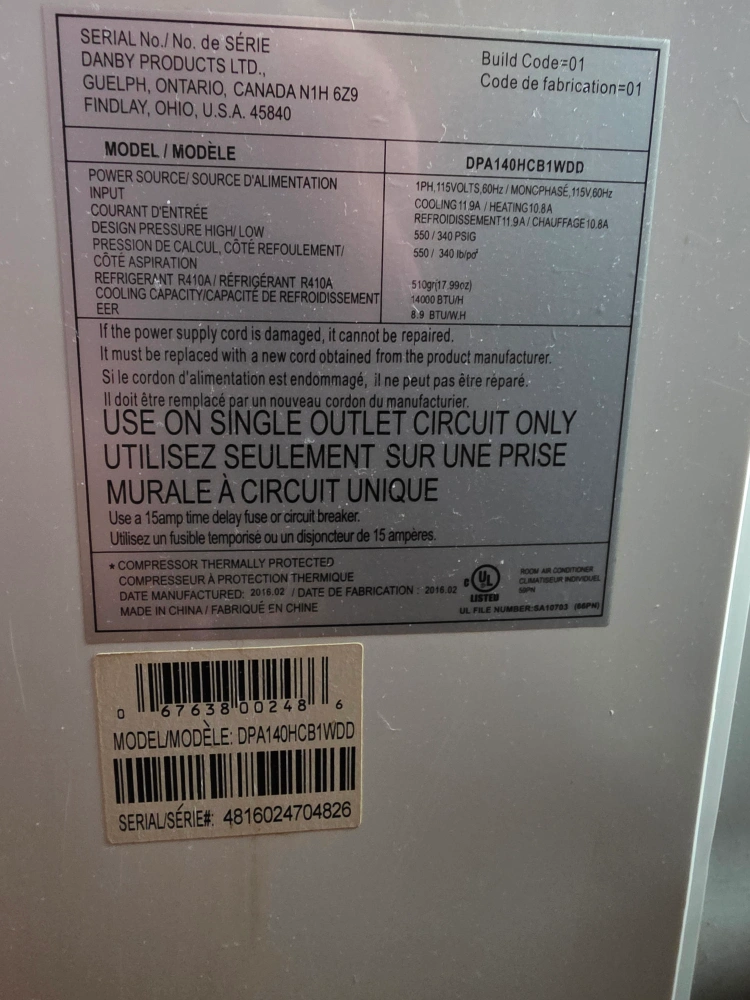 SERIAL No./ No. de SÉRIE
DANBY PRODUCTS LTD.,
GUELPH, ONTARIO, CANADA N1H 6Z9
FINDLAY, OHIO, U.S.A. 45840
Build Code=01
Code de fabrication=01
MODEL / MODÈLE
DPA140HCB1WDD
POWER SOURCE/ SOURCE D'ALIMENTATION
1PH,115VOLTS,60Hz / MONCPHASÉ,115V,60Hz
INPUT
COOLING 11.9A / HEATING 10.8A
COURANT D'ENTRÉE
REFROIDISSEMENT 11.9 A / CHAUFFAGE 10.8A
DESIGN PRESSURE HIGH/ LOW
550 / 340 PSIG
PRESSION DE CALCUL, CÔTÉ REFOULEMENT/
CÔTÉ ASPIRATION
550 / 340 lb/po²
REFRIGERANT R410A / RÉFRIGÉRANT R410A
510gr(17.99oz)
COOLING CAPACITY/CAPACITÉ DE REFROIDISSEMENT
14000 BTU/H
EER
8.9 BTU/W.H
If the power supply cord is damaged, it cannot be repaired.
It must be replaced with a new cord obtained from the product manufacturer.
Si le cordon d'alimentation est endommagé, il ne peut pas être réparé.
Il doit être remplacé par un nouveau cordon du manufacturier.
USE ON SINGLE OUTLET CIRCUIT ONLY
UTILISEZ SEULEMENT SUR UNE PRISE
MURALE À CIRCUIT UNIQUE
Use a 15amp time delay fuse or circuit breaker.
Utilisez un fusible temporisé ou un disjoncteur de 15 ampères.
* COMPRESSOR THERMALLY PROTECTED
COMPRESSEUR À PROTECTION THERMIQUE
DATE MANUFACTURED: 2016.02 / DATE DE FABRICATION : 2016.02
MADE IN CHINA / FABRIQUÉ EN CHINE
C UL
LISTED
ROOM AIR CONDITIONER
CLIMATISEUR INDIVIDUEL
58PN
UL FILE NUMBER:SA10703 (58PN)
0 67638 00248 6
MODEL/MODÈLE: DPA140HCB1WDD
SERIAL/SÉRIE#: 4816024704826